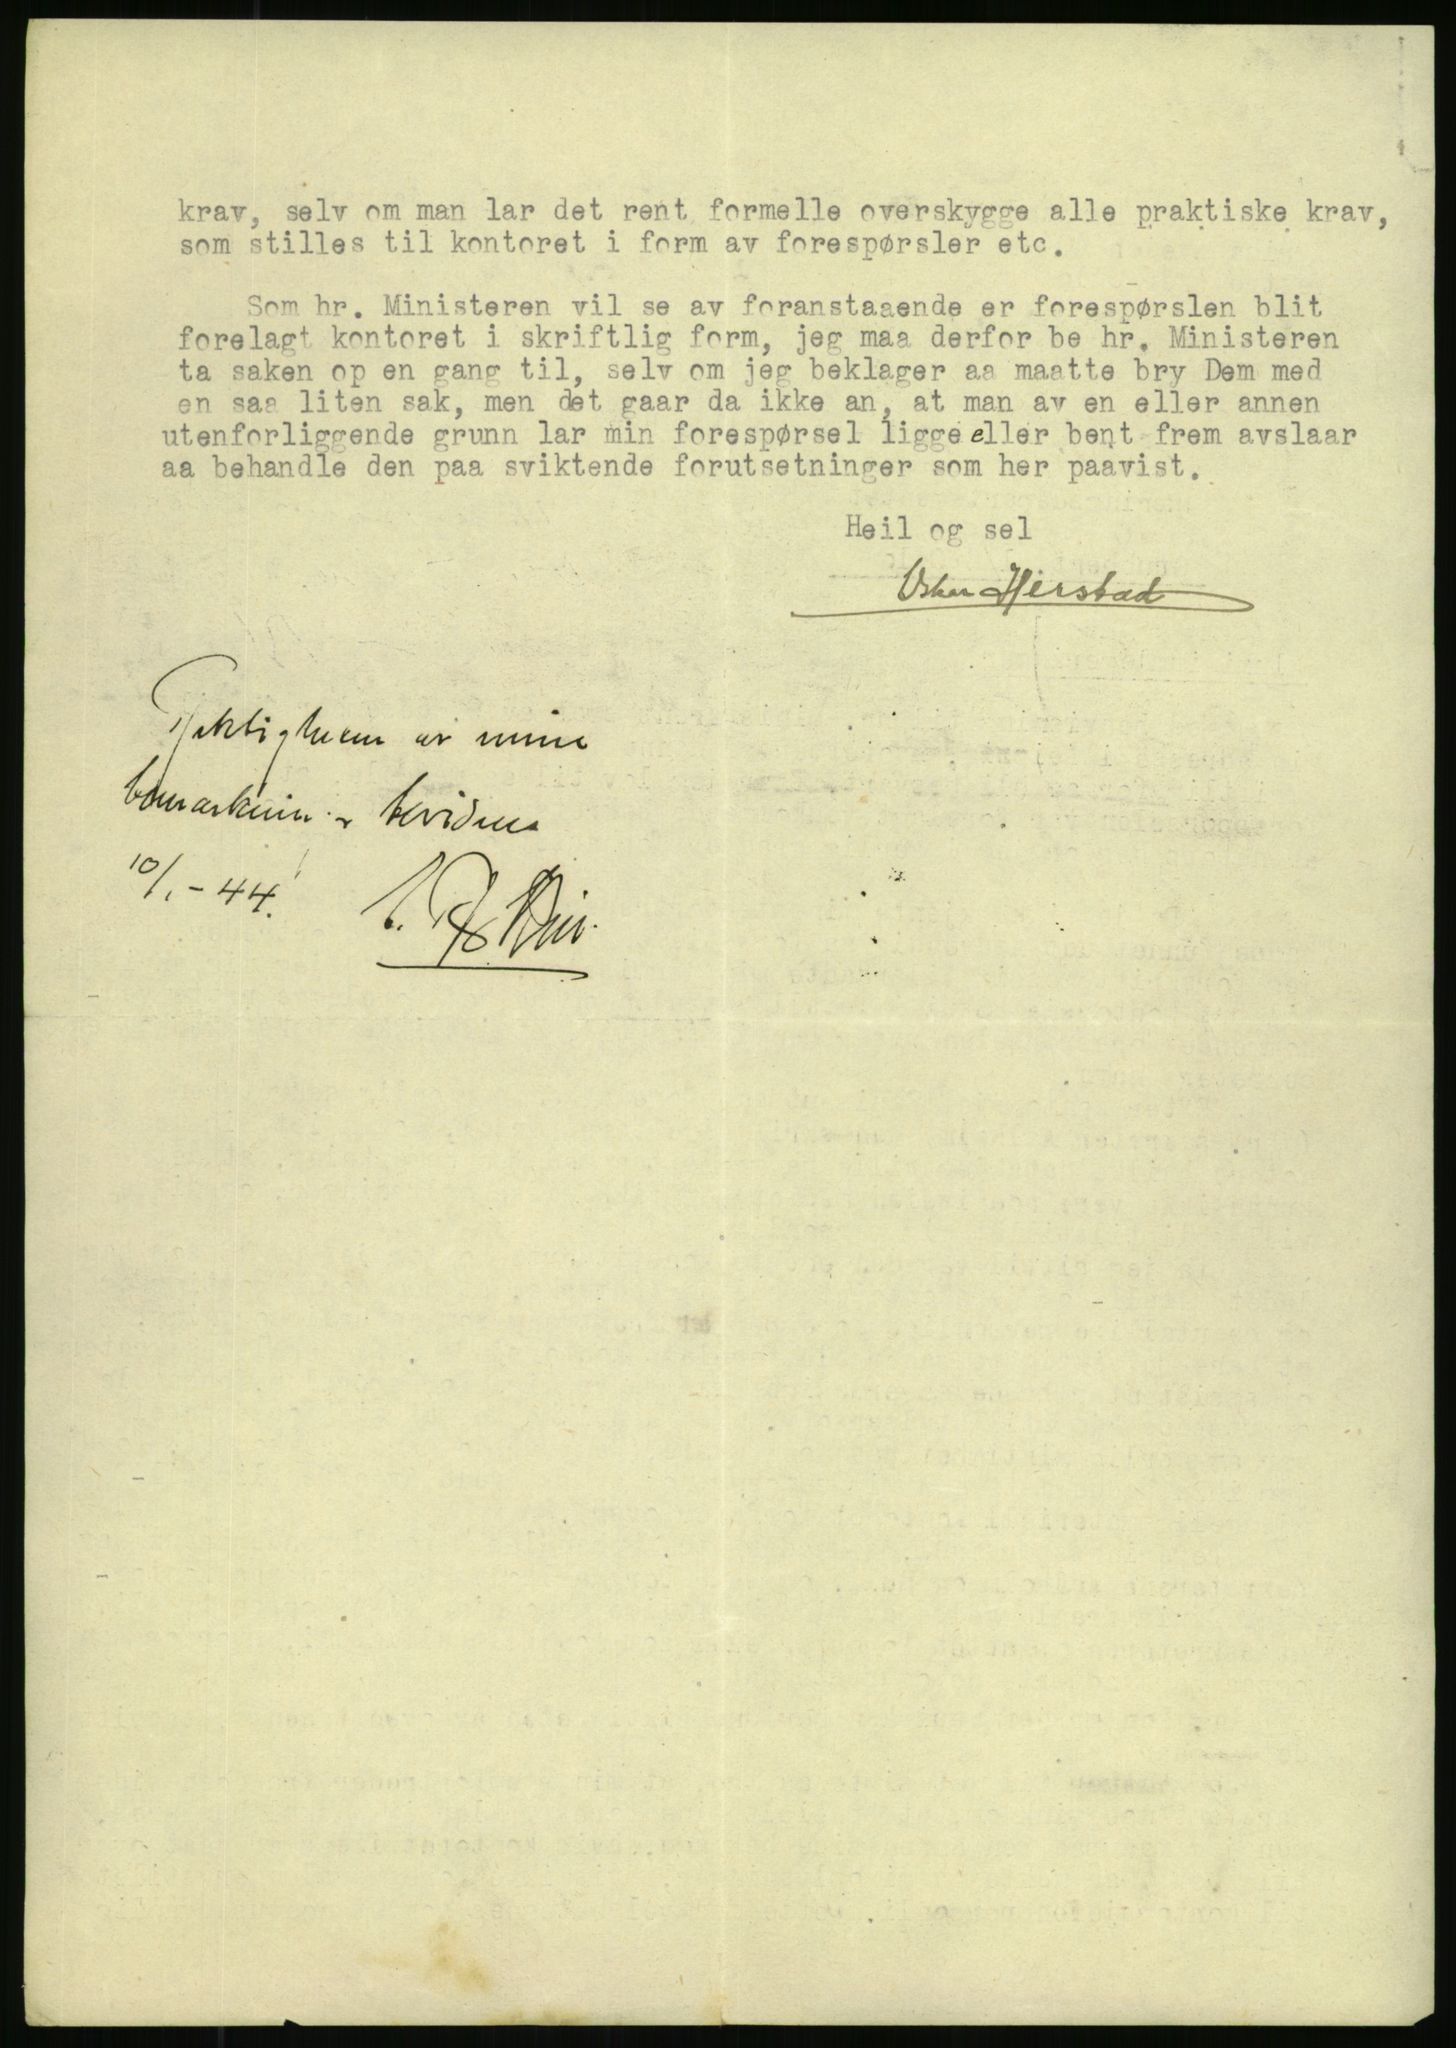 krav, selv om man lar det rent formelle overskygge alle praktiske krav,
som stilles til kontoret i form av forespørsler etc.
Som hr. Ministeren vil se av foranstaaende er forespørslen blit
forelagt kontoret i skriftlig form, jeg maa derfor be hr. Ministeren
ta saken op en gang til, selv om jeg beklager aa maatte bry Dem med
en saa liten sak, men det gaar da ikke an, at man av en eller annen
utenforliggende grunn lar min forespørsel ligge eller bent frem avslaar
aa behandle den paa sviktende forutsetninger som her paavist.
Heil og sel
Oskar Hjerstad
av mine
bevidnes
10/1.-44.